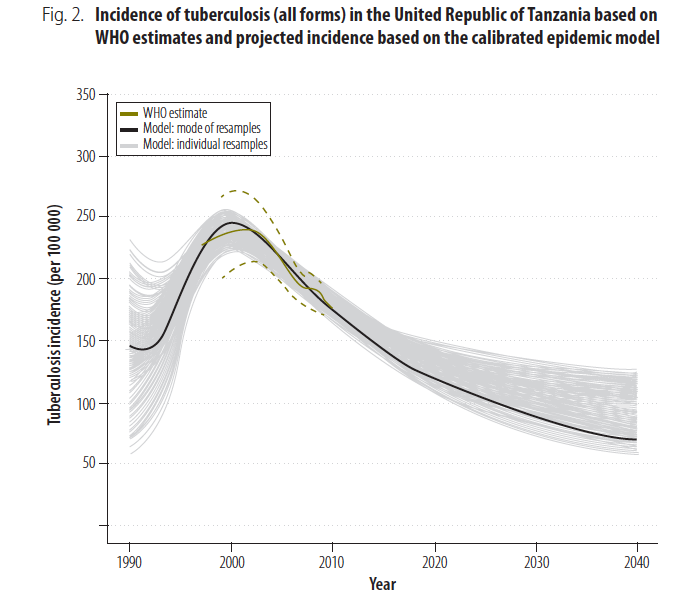 Fig. 2. Incidence of tuberculosis (all forms) in the United Republic of Tanzania based on
WHO estimates and projected incidence based on the calibrated epidemic model
350
WHO estimate
Model: mode of resamples
Model: individual resamples
300
250
200
150
100
50
Tuberculosis incidence (per 100 000)
1990 2000 2010 2020 2030 2040
Year